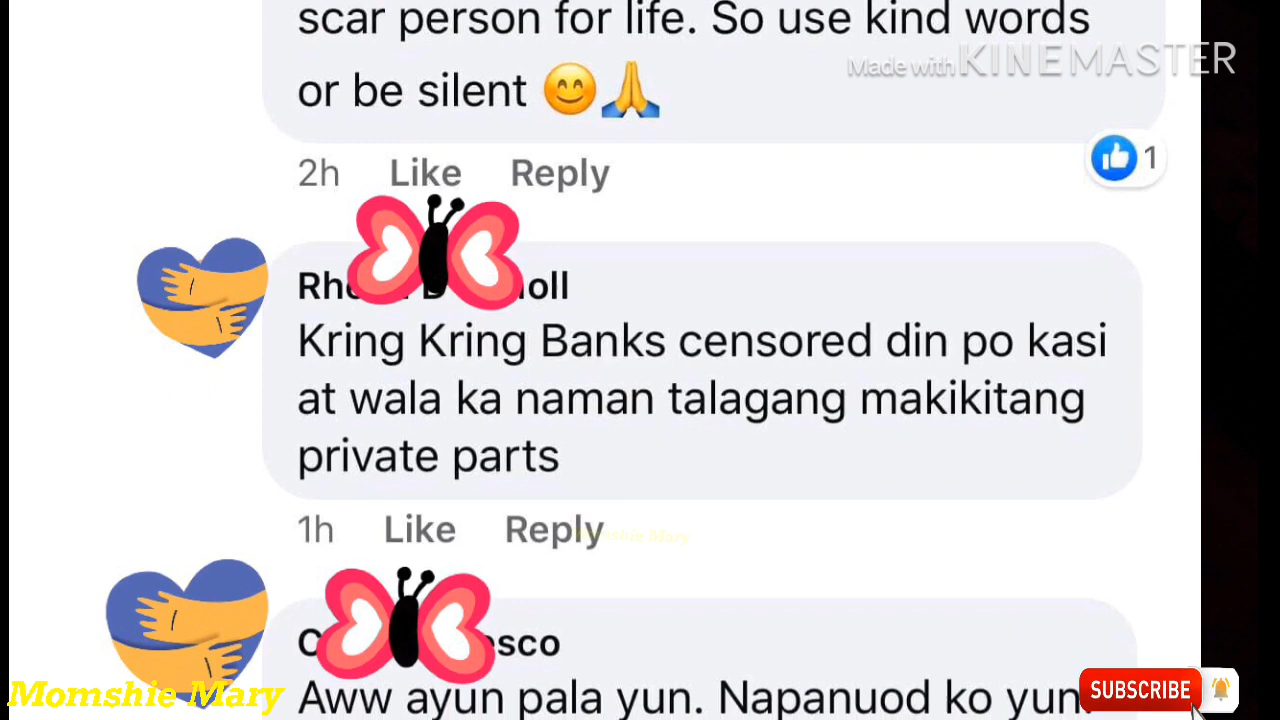 scar person for life. So use kind words
or be silent 😊🙏
Made with KINEMASTER
2h Like Reply
1
Kring Kring Banks censored din po kasi
at wala ka naman talagang makikitang
private parts
1h Like Reply
Momshie Mary
Aww ayun pala yun. Napanuod ko yun.
Momshie Mary
SUBSCRIBE